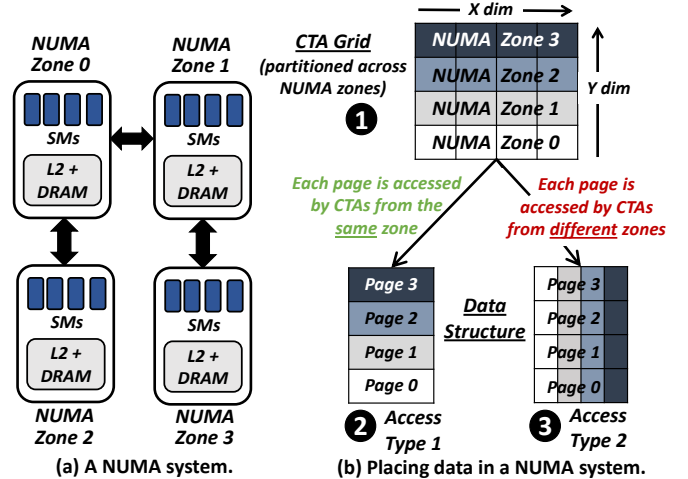 NUMA
Zone 0
NUMA
Zone 1
SMs
L2 +
DRAM
SMs
L2 +
DRAM
SMs
L2 +
DRAM
SMs
L2 +
DRAM
NUMA
Zone 2
NUMA
Zone 3
(a) A NUMA system.
X dim
CTA Grid
(partitioned across
NUMA zones)
1
NUMA Zone 3
NUMA Zone 2
NUMA Zone 1
NUMA Zone 0
Y dim
Each page is accessed
by CTAs from the
same zone
Each page is
accessed by CTAs
from different zones
Page 3
Page 2
Page 1
Page 0
Data
Structure
Page 3
Page 2
Page 1
Page 0
2 Access
Type 1
3 Access
Type 2
(b) Placing data in a NUMA system.